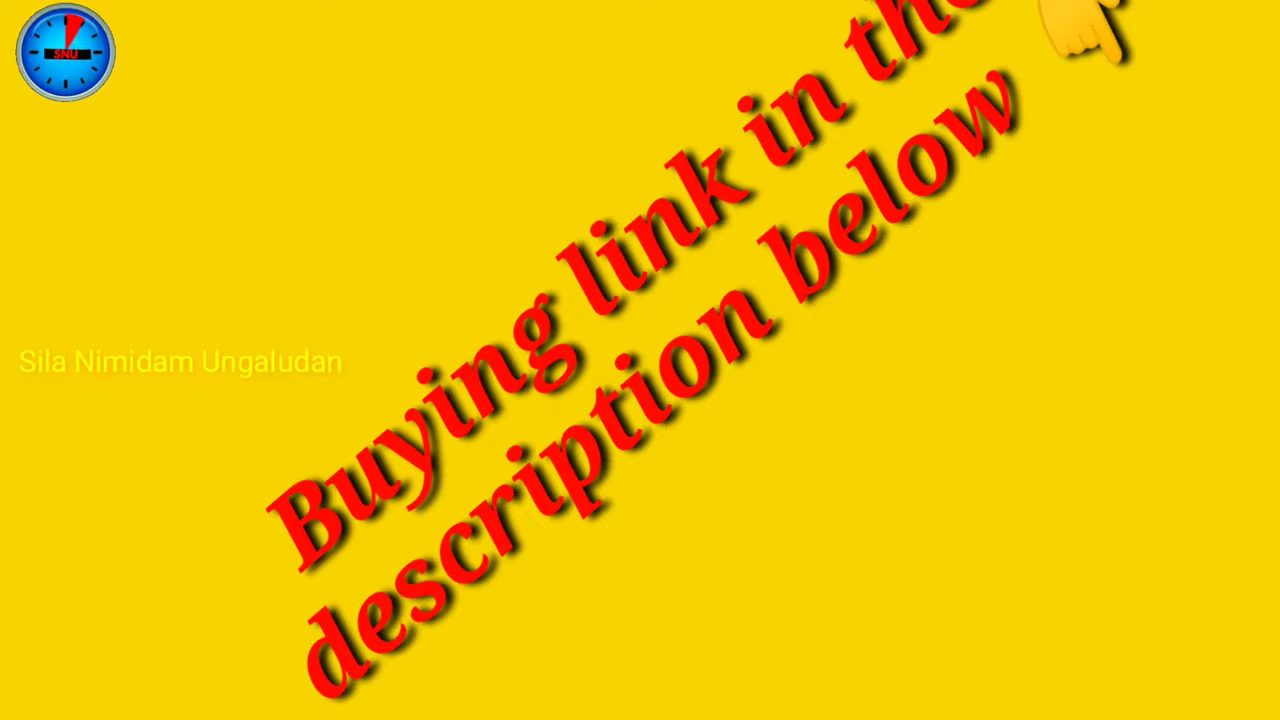 SNU
Buying link in the
description below
Sila Nimidam Ungaludan